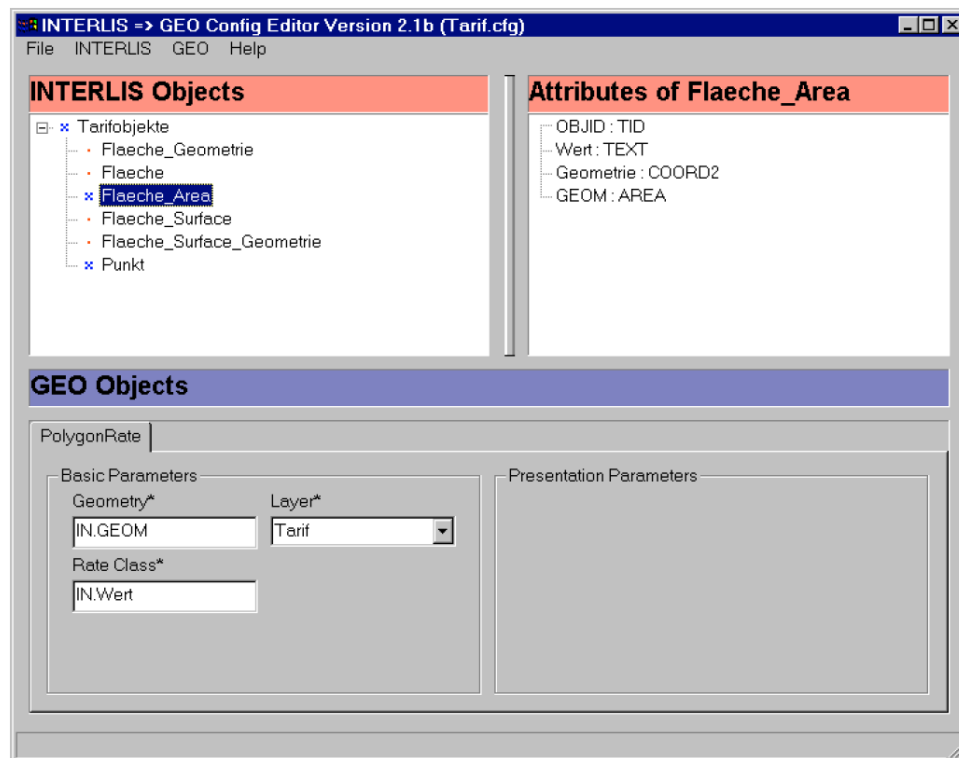 INTERLIS => GEO Config Editor Version 2.1b (Tarif.cfg)
File INTERLIS GEO Help
INTERLIS Objects
Tarifobjekte
Flaeche_Geometrie
Flaeche
Flaeche_Area
Flaeche_Surface
Flaeche_Surface_Geometrie
Punkt
Attributes of Flaeche_Area
OBJID : TID
Wert : TEXT
Geometrie : COORD2
GEOM : AREA
GEO Objects
PolygonRate
Basic Parameters
Geometry* Layer*
IN.GEOM Tarif
Rate Class*
IN.Wert
Presentation Parameters